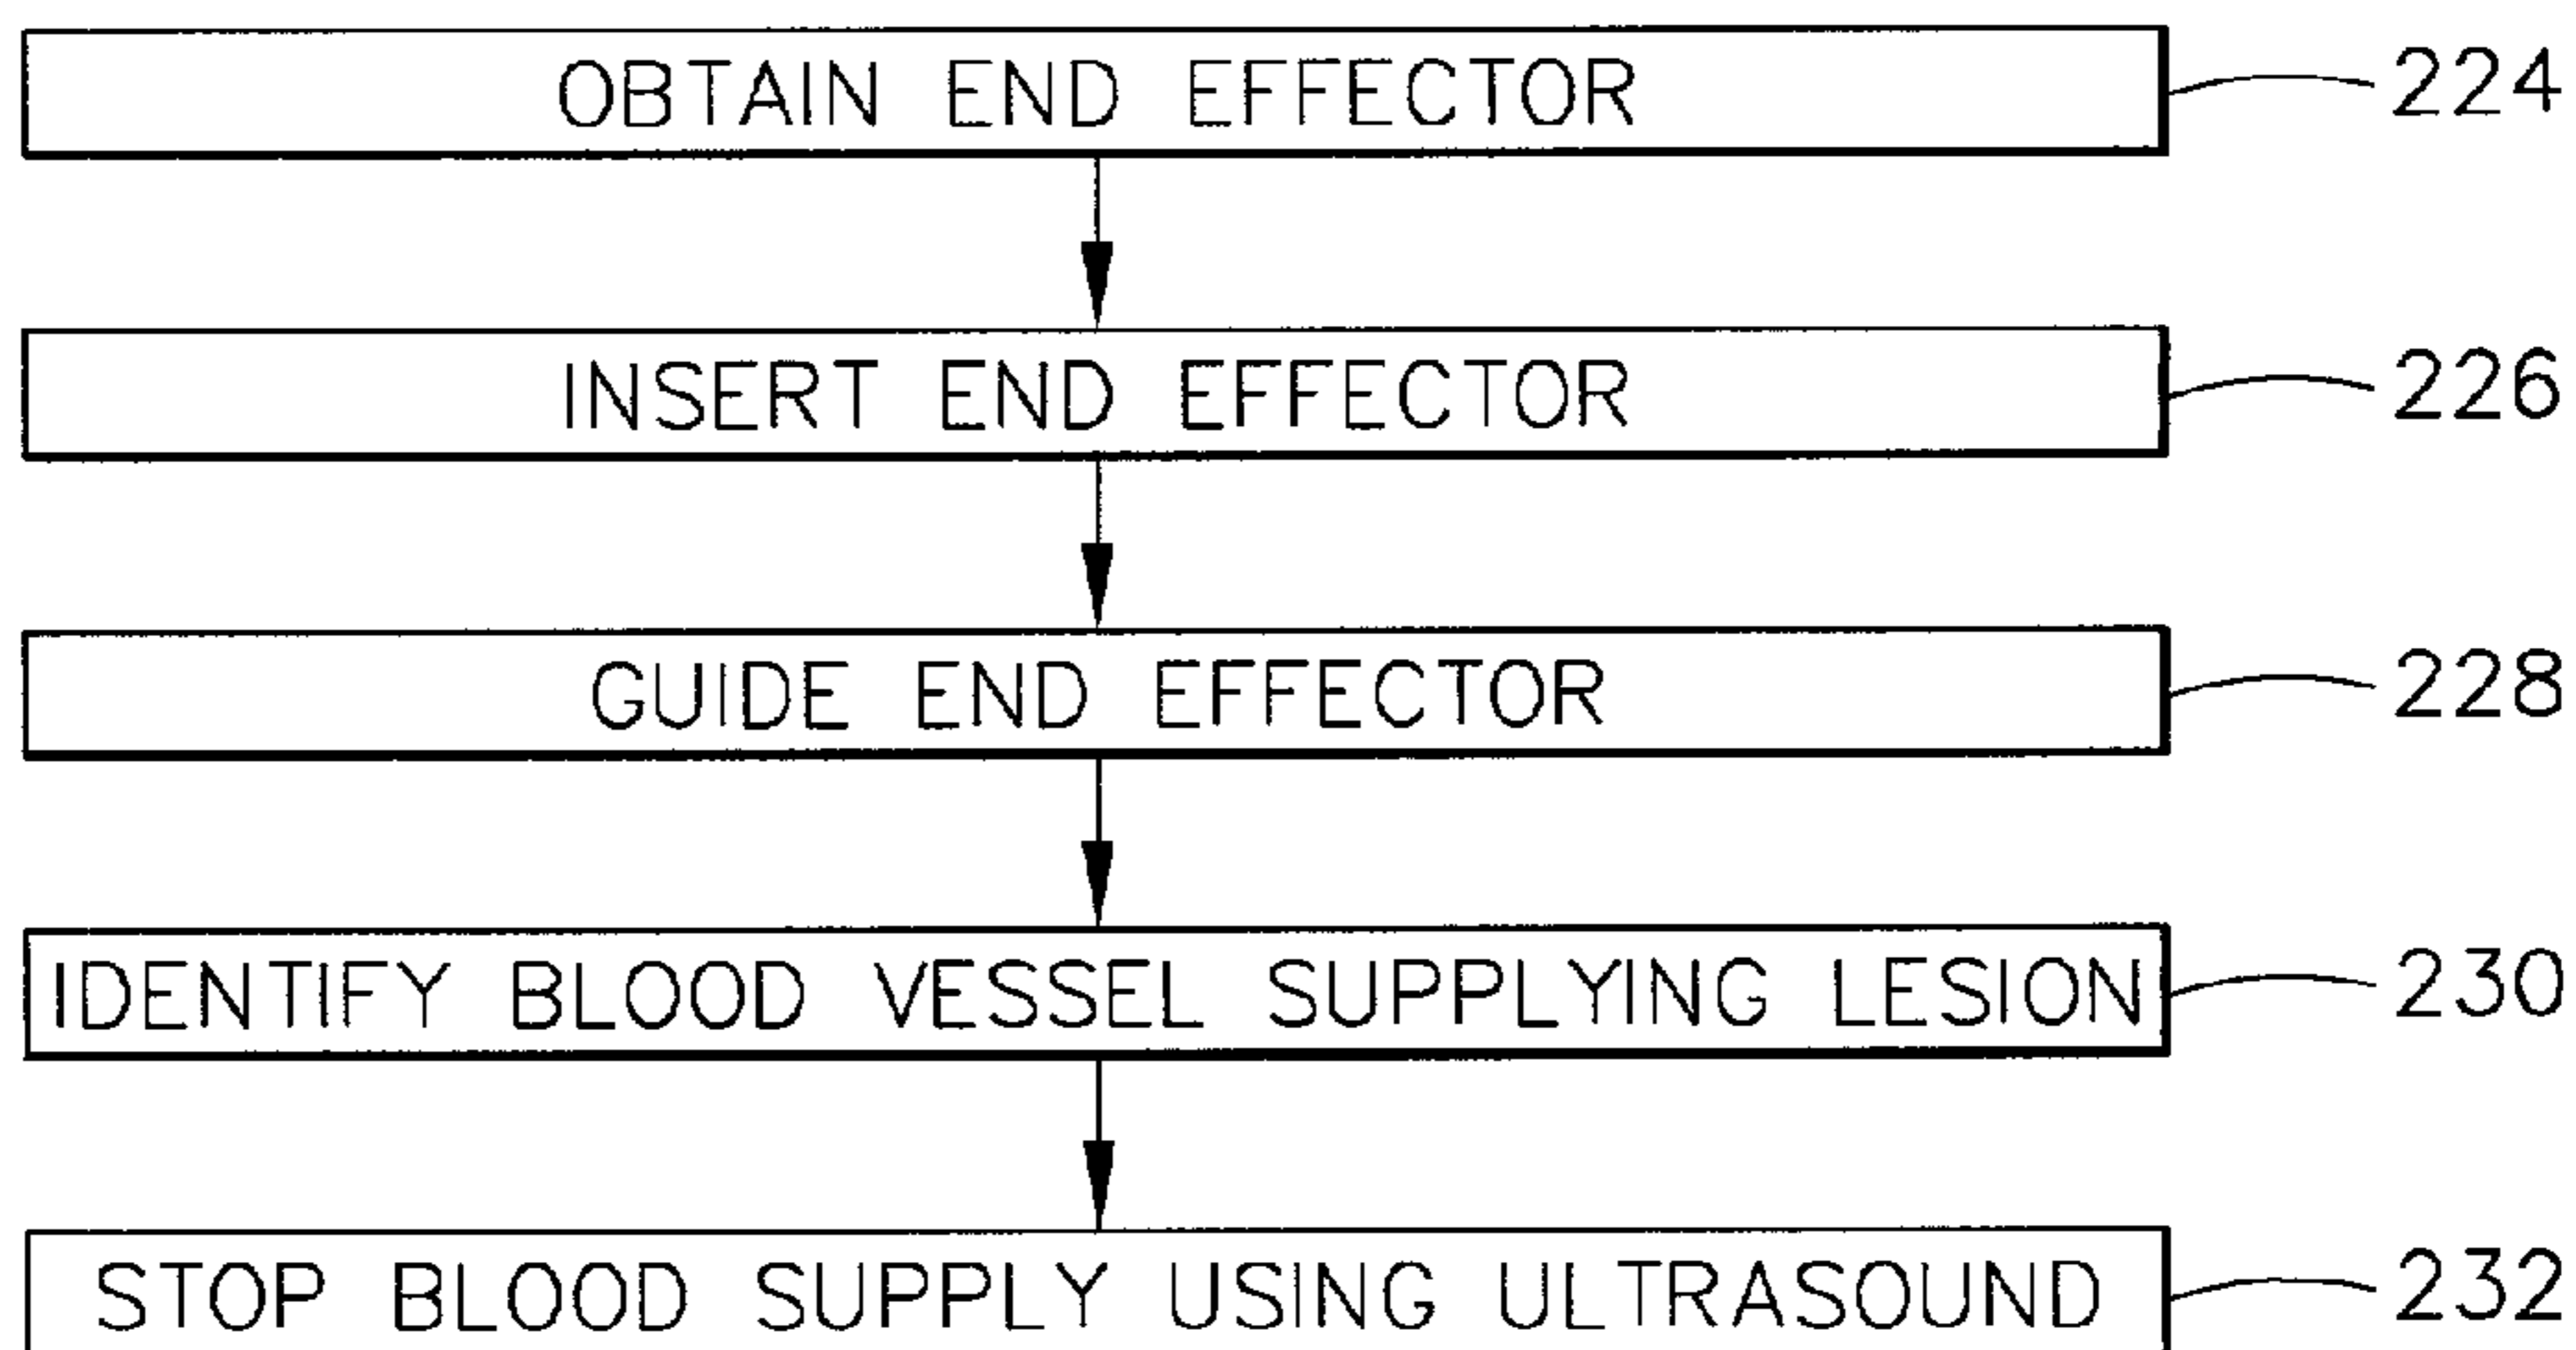 OBTAIN END EFFECTOR 224
INSERT END EFFECTOR 226
GUIDE END EFFECTOR 228
IDENTIFY BLOOD VESSEL SUPPLYING LESION 230
STOP BLOOD SUPPLY USING ULTRASOUND 232